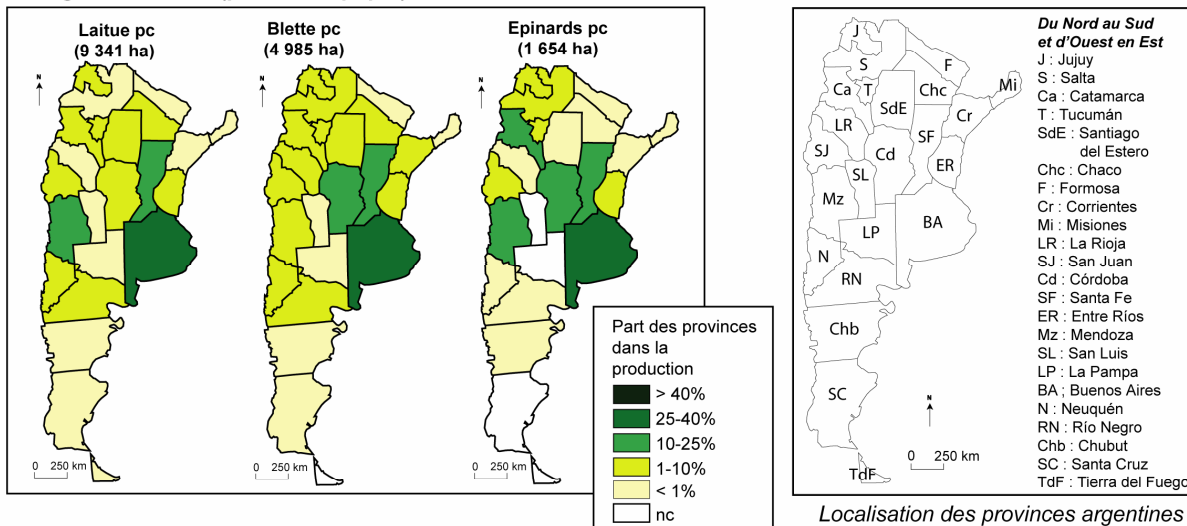 Laitue pc
(9 341 ha)
Blette pc
(4 985 ha)
Epinards pc
(1 654 ha)
N
N
N
0 250 km
0 250 km
0 250 km
Part des provinces
dans la
production
> 40%
25-40%
10-25%
1-10%
< 1%
nc
J
S
F
Ca
T
Chc
Mi
SdE
Cr
LR
SF
SJ
Cd
ER
SL
Mz
BA
LP
N
RN
Chb
SC
N
0 250 km
TdF
Du Nord au Sud
et d'Ouest en Est
J : Jujuy
S : Salta
Ca : Catamarca
T : Tucumán
SdE : Santiago
del Estero
Chc : Chaco
F : Formosa
Cr : Corrientes
Mi : Misiones
LR : La Rioja
SJ : San Juan
Cd : Córdoba
SF : Santa Fe
ER : Entre Ríos
Mz : Mendoza
SL : San Luis
LP : La Pampa
BA ; Buenos Aires
N : Neuquén
RN : Río Negro
Chb : Chubut
SC : Santa Cruz
TdF : Tierra del Fuego
Localisation des provinces argentines